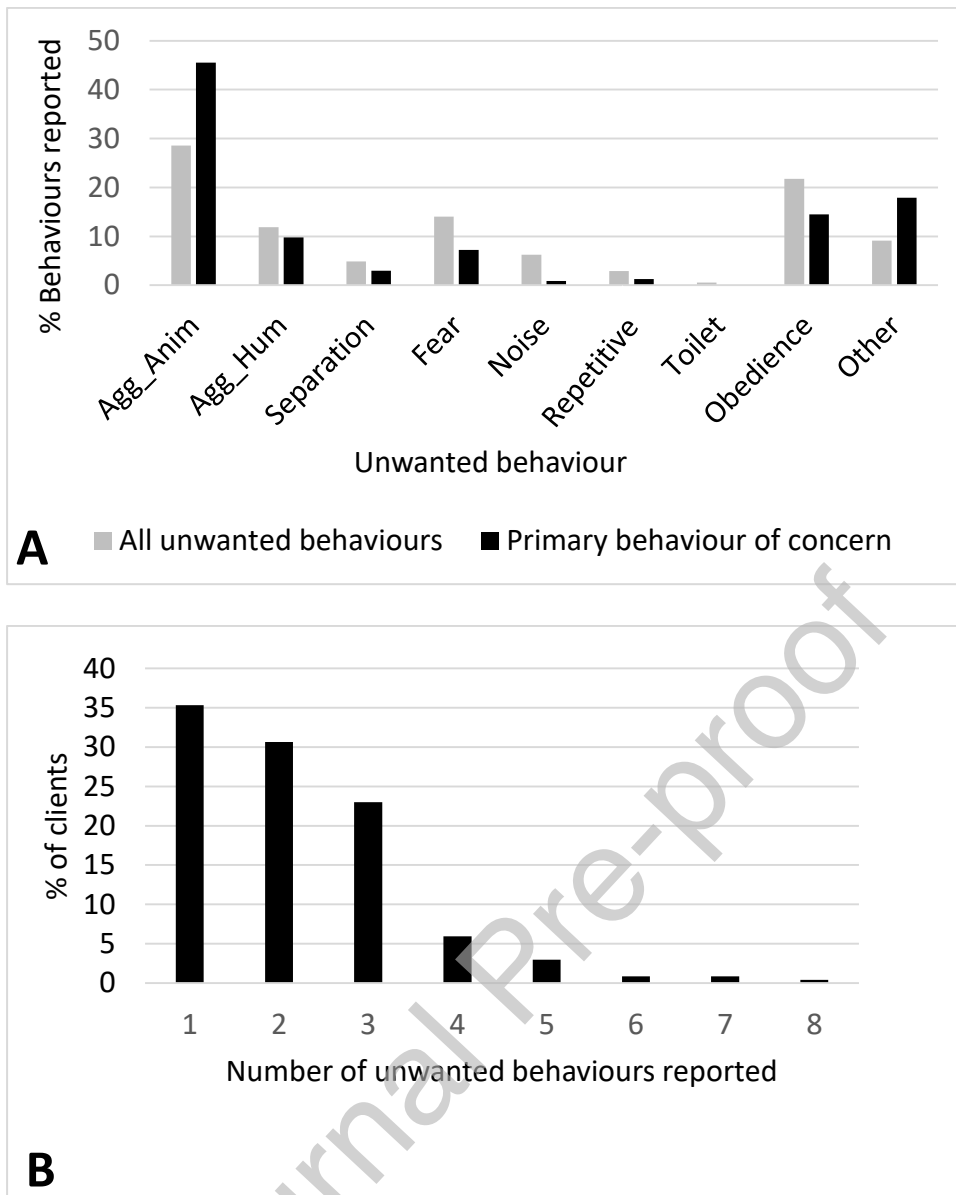 50
40
30
20
10
0
% Behaviours reported
Agg_Anim
Agg_Hum
Separation
Fear
Noise
Repetitive
Toilet
Obedience
Other
Unwanted behaviour
A
All unwanted behaviours
Primary behaviour of concern
40
35
30
25
20
15
10
5
0
% of clients
1 2 3 4 5 6 7 8
Number of unwanted behaviours reported
B
Pre-proof